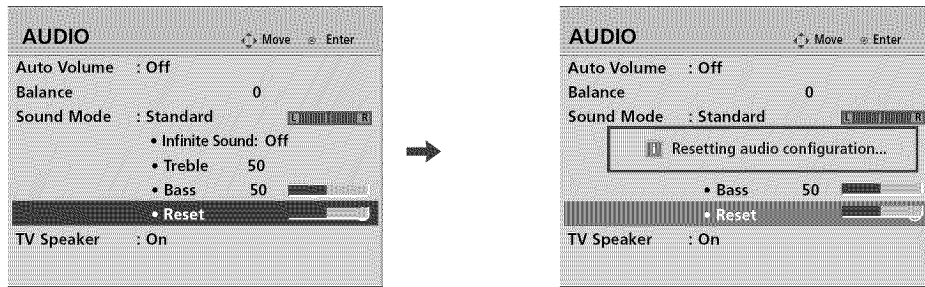 AUDIO
Move Enter
Auto Volume : Off
Balance 0
Sound Mode : Standard L R
• Infinite Sound: Off
• Treble 50
• Bass 50
• Reset
TV Speaker : On
AUDIO
Move Enter
Auto Volume : Off
Balance 0
Sound Mode : Standard L R
Resetting audio configuration...
• Bass 50
• Reset
TV Speaker : On